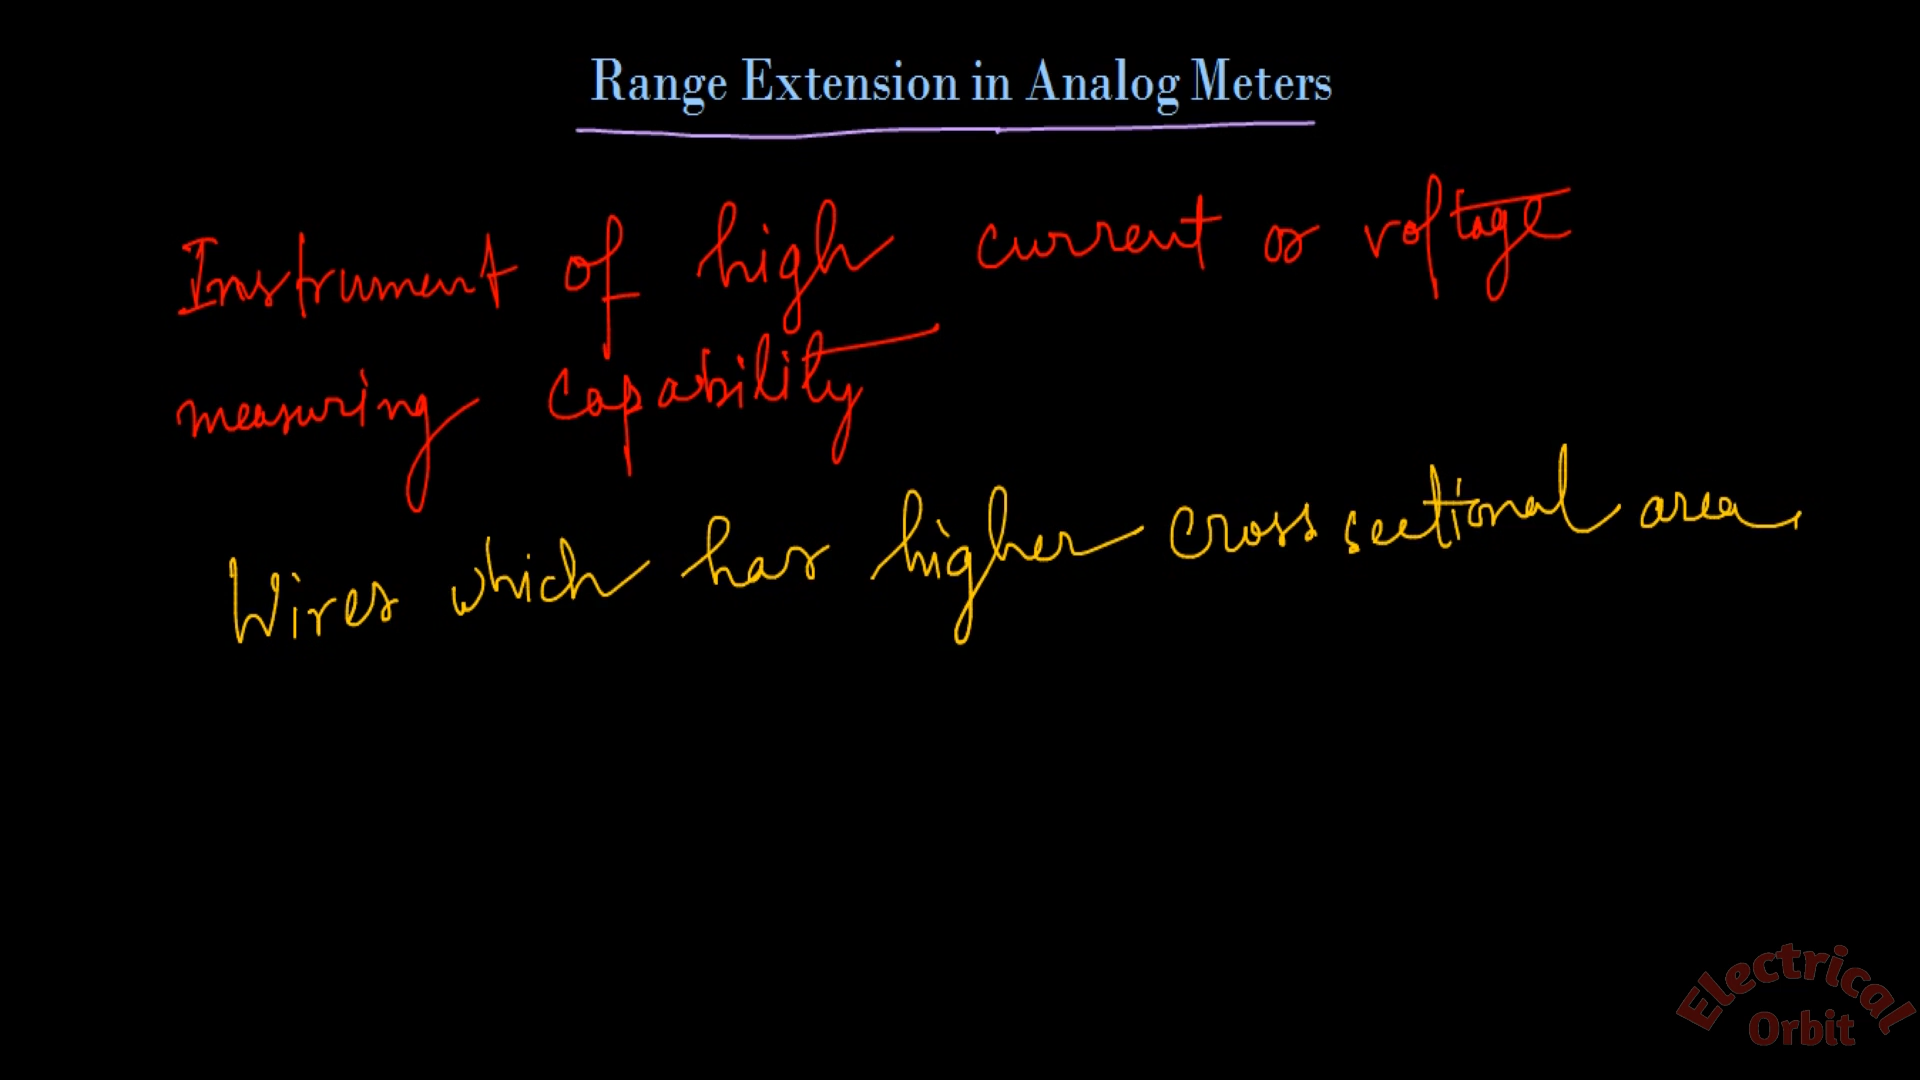 Range Extension in Analog Meters
Instrument of high current or voltage
measuring capability
Wires which has higher cross sectional area.
Electrical
Orbit